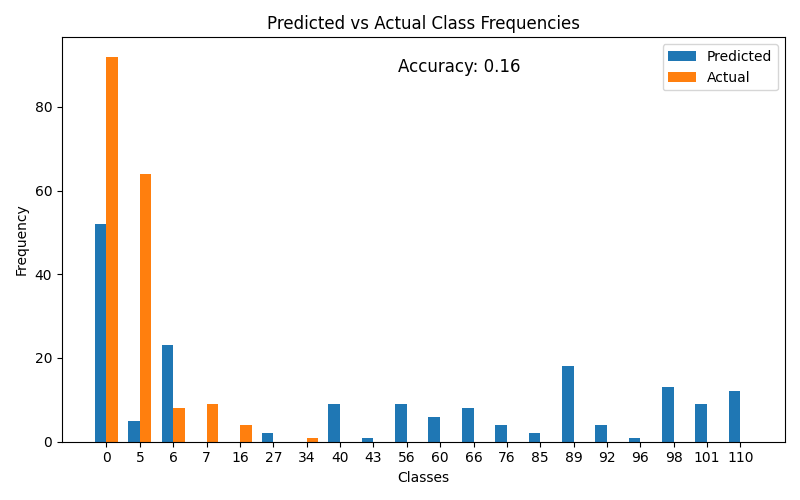 Predicted vs Actual Class Frequencies
Accuracy: 0.16
Predicted
Actual
Frequency
80
60
40
20
0
0 5 6 7 16 27 34 40 43 56 60 66 76 85 89 92 96 98 101 110
Classes